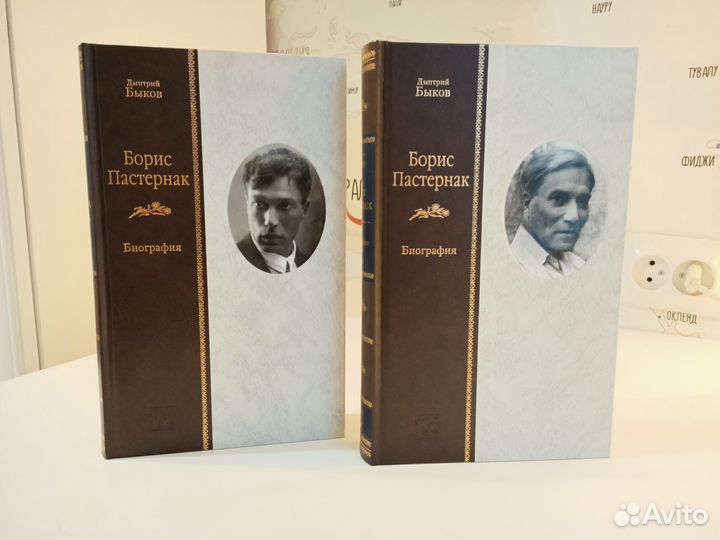 Дмитрий
Быков
Борис
Пастернак
Биография
Дмитрий
Быков
Борис
Пастернак
Биография
НАУРУ
ТУВАЛУ
ФИДЖИ
ОКЛЕНД
Avito